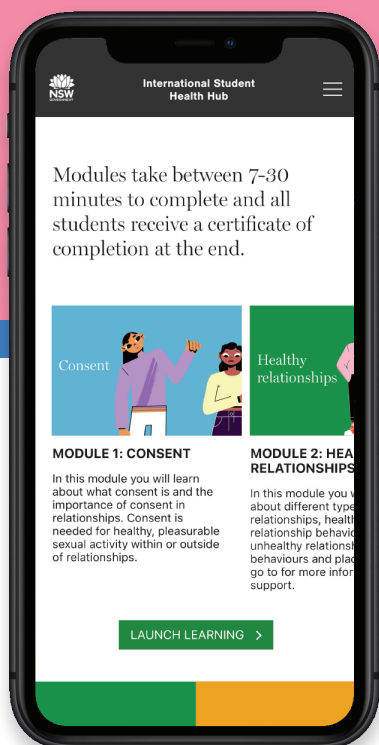 NSW
GOVERNMENT
International Student
Health Hub
Modules take between 7-30
minutes to complete and all
students receive a certificate of
completion at the end.
Consent
MODULE 1: CONSENT
In this module you will learn
about what consent is and the
importance of consent in
relationships. Consent is
needed for healthy, pleasurable
sexual activity within or outside
of relationships.
Healthy
relationships
MODULE 2: HEA
RELATIONSHIPS
In this module you
about different type
relationships, health
relationship behavio
unhealthy relationsh
behaviours and plac
go to for more infor
support.
LAUNCH LEARNING